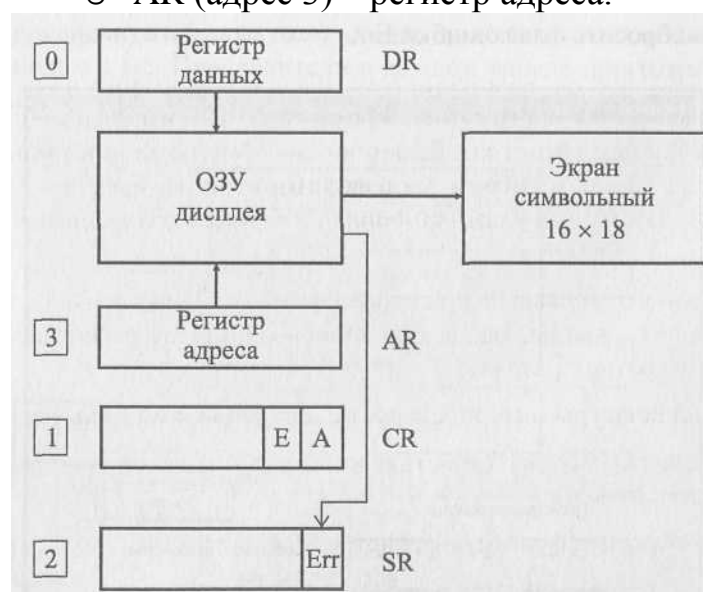 AR (адрес 3) – регистр адреса.
0
Регистр
данных
DR
ОЗУ
дисплея
Экран
символьный
16 × 18
3
Регистр
адреса
AR
1
E
A
CR
2
Err
SR